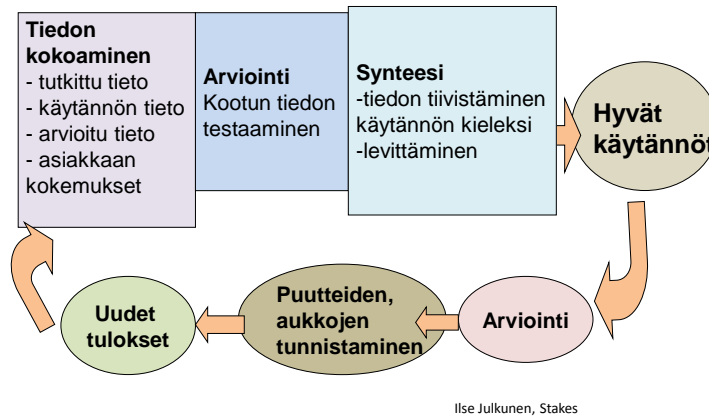 Tiedon
kokoaminen
- tutkittu tieto
- käytännön tieto
- arvioitu tieto
- asiakkaan
kokemukset
Arviointi
Kootun tiedon
testaaminen
Synteesi
-tiedon tiivistäminen
käytännön kieleksi
-levittäminen
Hyvät
käytännöt
Arviointi
Puutteiden,
aukkojen
tunnistaminen
Uudet
tulokset
Ilse Julkunen, Stakes